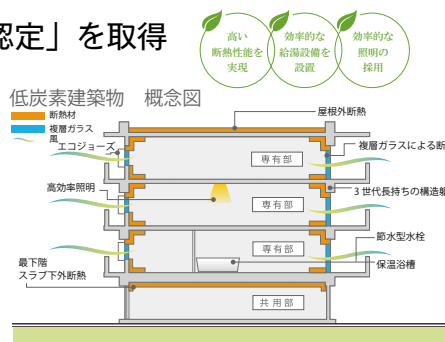 認定」を取得
高い
断熱性能を
実現
効率的な
給湯設備を
設置
効率的な
照明の
採用
低炭素建築物　概念図
断熱材
複層ガラス
風
エコジョーズ
屋根外断熱
複層ガラスによる断
専有部
高効率照明
3世代長持ちの構造躯
専有部
専有部
節水型水栓
保温浴槽
最下階
スラブ下外断熱
共用部